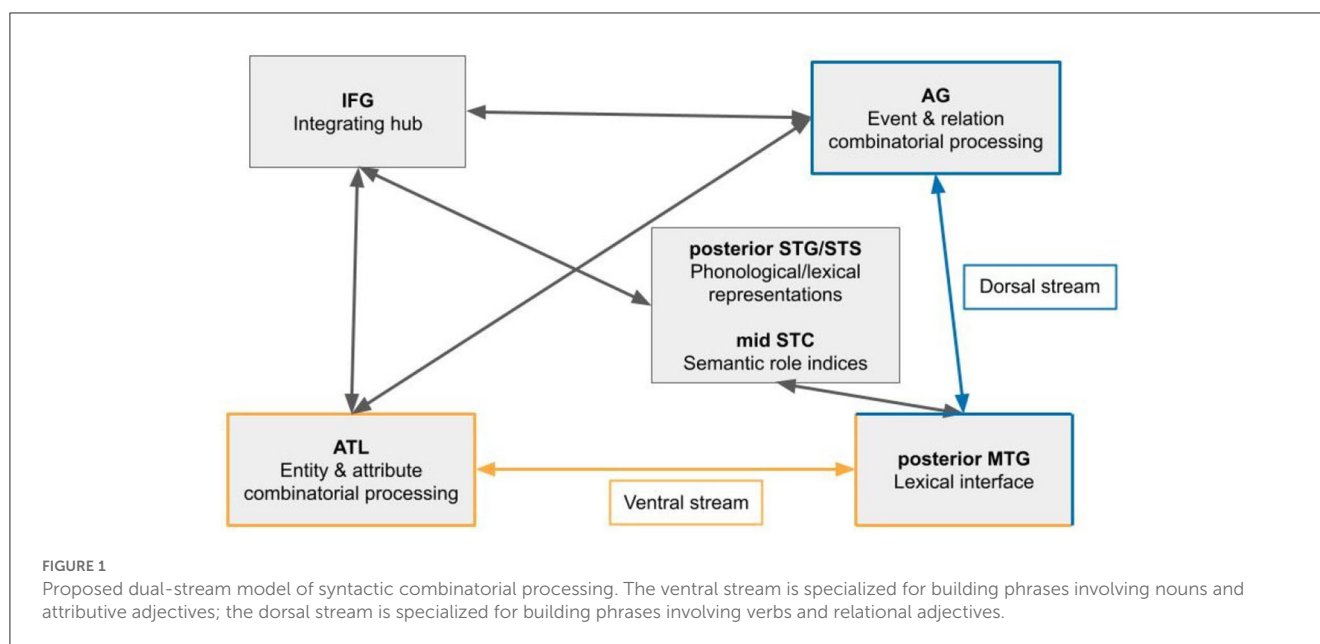 IFG
Integrating hub
AG
Event & relation
combinatorial processing
posterior STG/STS
Phonological/lexical
representations
mid STC
Semantic role indices
Dorsal stream
ATL
Entity & attribute
combinatorial processing
Ventral stream
posterior MTG
Lexical interface
FIGURE 1
Proposed dual-stream model of syntactic combinatorial processing. The ventral stream is specialized for building phrases involving nouns and
attributive adjectives; the dorsal stream is specialized for building phrases involving verbs and relational adjectives.